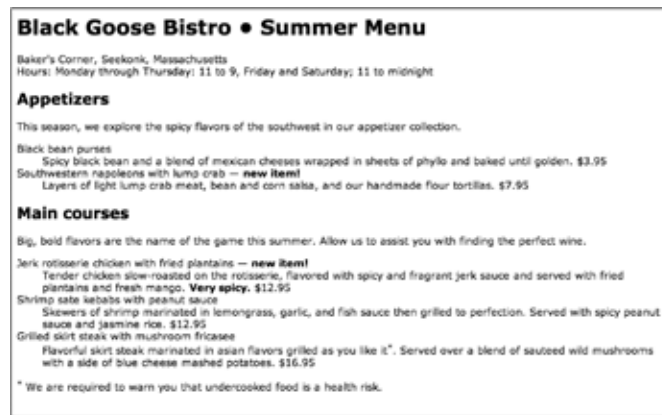 Black Goose Bistro • Summer Menu
Baker's Corner, Seekonk, Massachusetts
Hours: Monday through Thursday: 11 to 9, Friday and Saturday; 11 to midnight
Appetizers
This season, we explore the spicy flavors of the southwest in our appetizer collection.
Black bean purses
Spicy black bean and a blend of mexican cheeses wrapped in sheets of phyllo and baked until golden. $3.95
Southwestern napoleons with lump crab — new item!
Layers of light lump crab meat, bean and corn salsa, and our handmade flour tortillas. $7.95
Main courses
Big, bold flavors are the name of the game this summer. Allow us to assist you with finding the perfect wine.
Jerk rotisserie chicken with fried plantains — new item!
Tender chicken slow-roasted on the rotisserie, flavored with spicy and fragrant jerk sauce and served with fried
plantains and fresh mango. Very spicy. $12.95
Shrimp sate kebabs with peanut sauce
Skewers of shrimp marinated in lemongrass, garlic, and fish sauce then grilled to perfection. Served with spicy peanut
sauce and jasmine rice. $12.95
Grilled skirt steak with mushroom fricasee
Flavorful skirt steak marinated in asian flavors grilled as you like it*. Served over a blend of sauteed wild mushrooms
with a side of blue cheese mashed potatoes. $16.95
* We are required to warn you that undercooked food is a health risk.